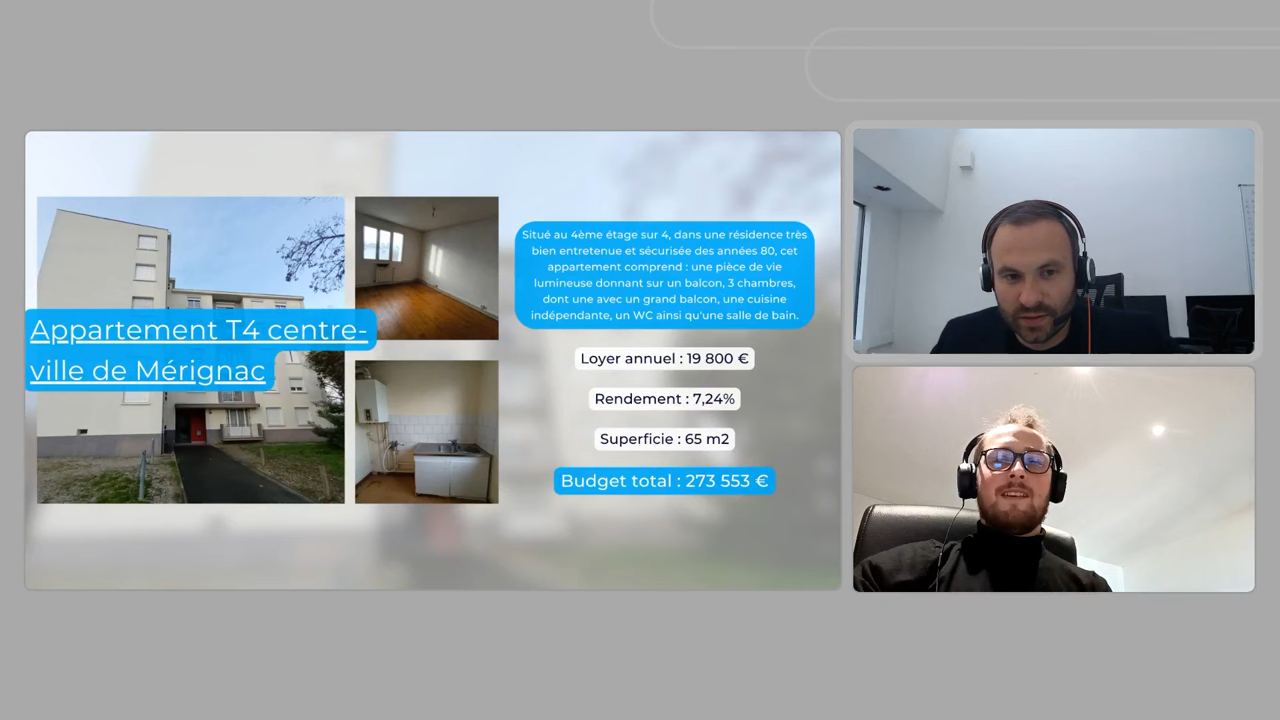 Appartement T4 centre-
ville de Mérignac
Situé au 4ème étage sur 4, dans une résidence très
bien entretenue et sécurisée des années 80, cet
appartement comprend : une pièce de vie
lumineuse donnant sur un balcon, 3 chambres,
dont une avec un grand balcon, une cuisine
indépendante, un WC ainsi qu'une salle de bain.
Loyer annuel : 19 800 €
Rendement : 7,24%
Superficie : 65 m2
Budget total : 273 553 €